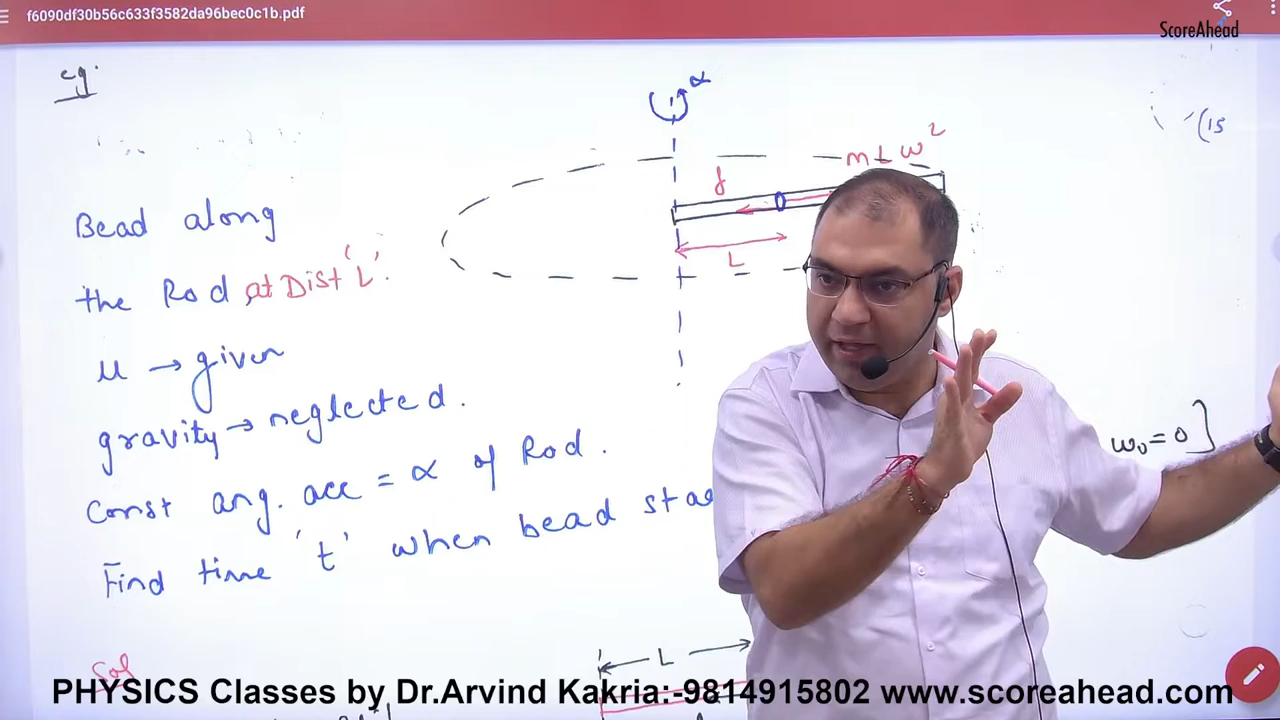 f6090df30b56c633f3582da96bec0c1b.pdf
ScoreAhead
eg.
α
(15
m L ω²
f
Bead along
the Rod, at Dist 'L'.
L
μ → given
gravity → neglected.
ω₀ = 0]
Const ang. acc = α of Rod.
Find time 't' when bead sta
L
Sol
PHYSICS Classes by Dr.Arvind Kakria:-9814915802 www.scoreahead.com